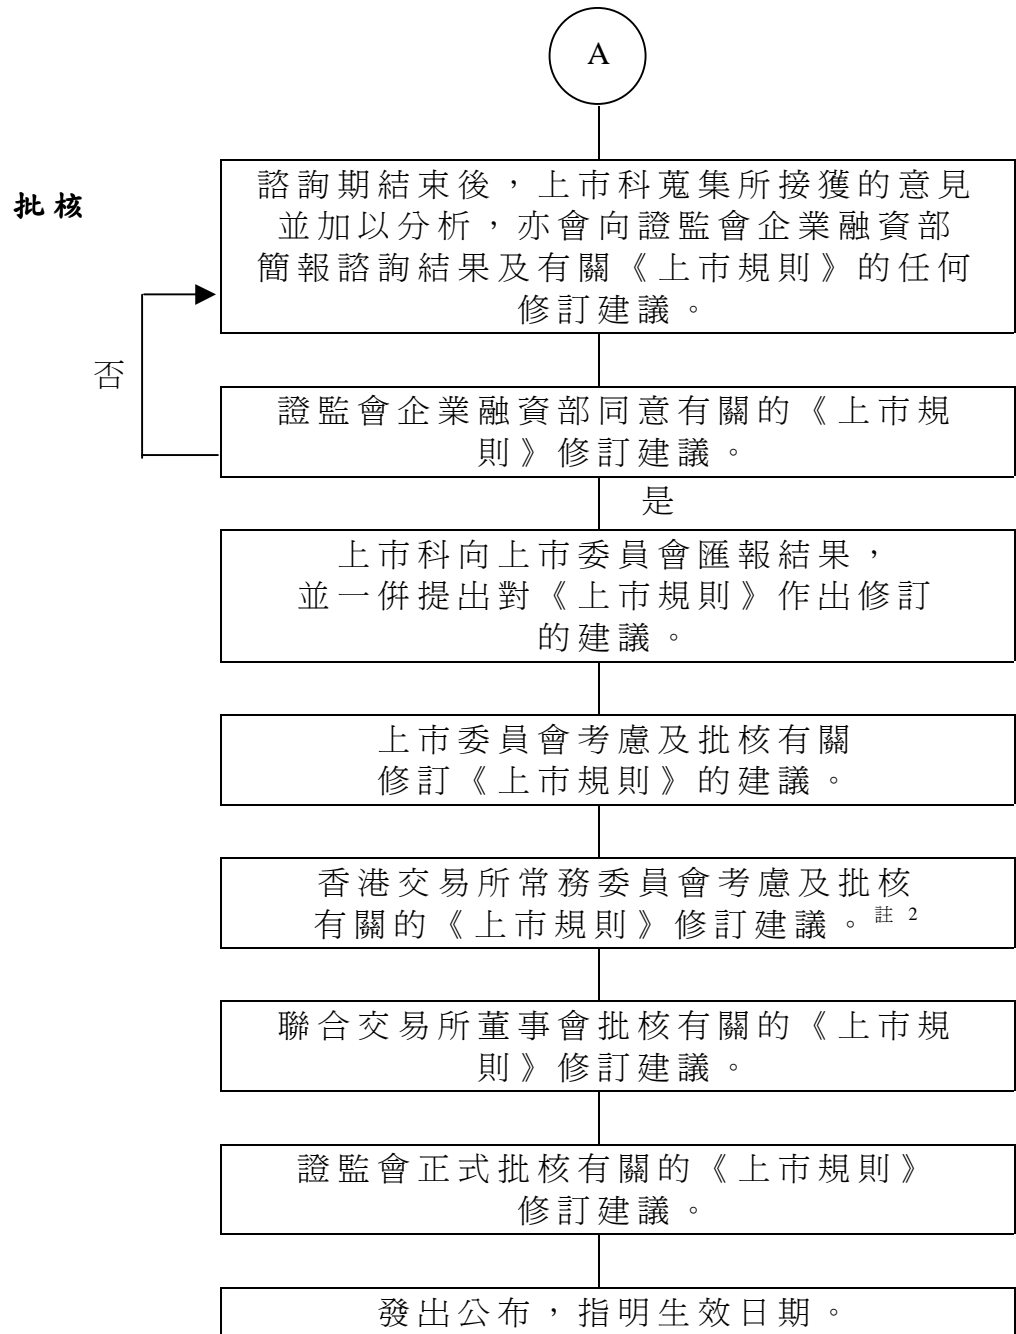 A
批核
諮詢期結束後，上市科蒐集所接獲的意見
並加以分析，亦會向證監會企業融資部
簡報諮詢結果及有關《上市規則》的任何
修訂建議。
否
證監會企業融資部同意有關的《上市規
則》修訂建議。
是
上市科向上市委員會匯報結果，
並一併提出對《上市規則》作出修訂
的建議。
上市委員會考慮及批核有關
修訂《上市規則》的建議。
香港交易所常務委員會考慮及批核
有關的《上市規則》修訂建議。註 2
聯合交易所董事會批核有關的《上市規
則》修訂建議。
證監會正式批核有關的《上市規則》
修訂建議。
發出公布，指明生效日期。